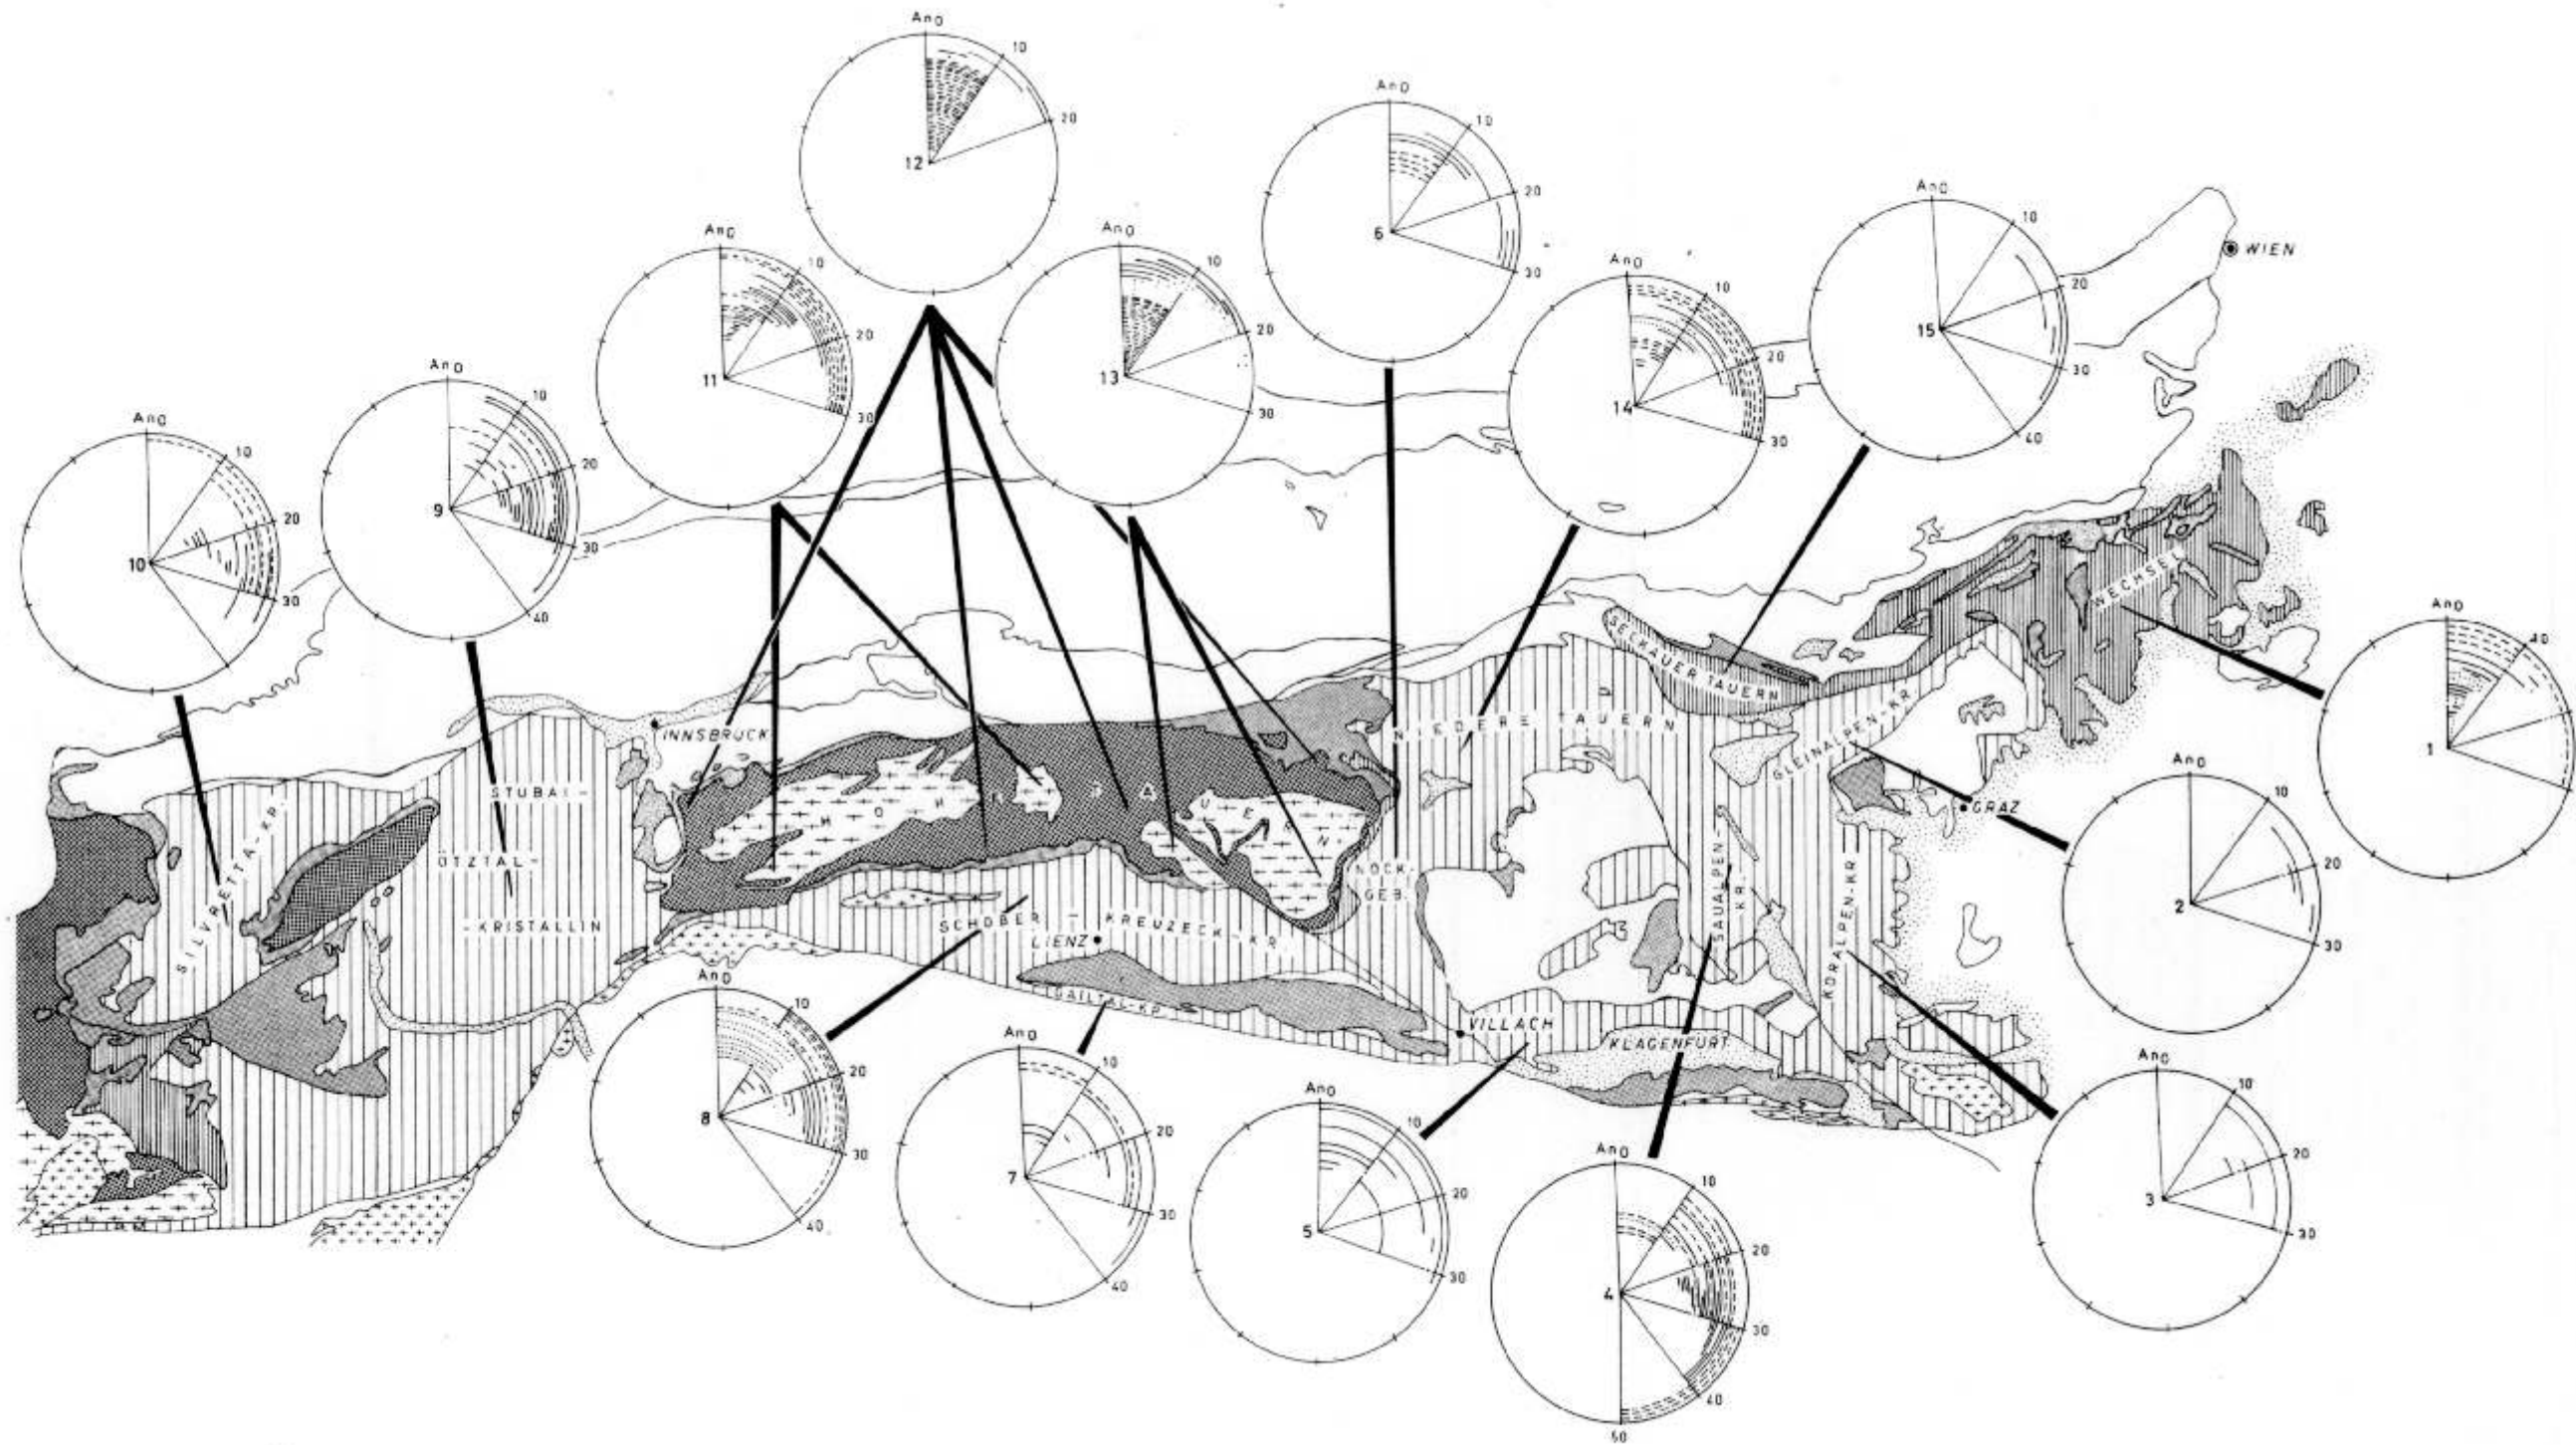 An0
10
20
12
An0
10
20
30
6
An0
10
20
30
40
15
WIEN
An0
10
20
30
11
An0
10
20
30
13
An0
10
20
30
14
An0
10
20
30
40
9
An0
10
20
30
10
WECHSEL
An0
10
1
SECKAUER TAUERN
NIEDERE TAUERN
GLEINALPEN-KR
INNSBRUCK
STUBAI-
ÖTZTAL-
-KRISTALLIN
SILVRETTA-KR.
HOHE TAUERN
NOCK-
GEB.
SCHOBER - KREUZECK-KR
LIENZ
GAILTAL-KR
SAUALPEN-
KR-
KORALPEN-KR
GRAZ
VILLACH
KLAGENFURT
An0
10
20
30
2
An0
10
20
30
40
8
An0
10
20
30
40
7
An0
10
20
30
5
An0
10
20
30
40
50
4
An0
10
20
30
3